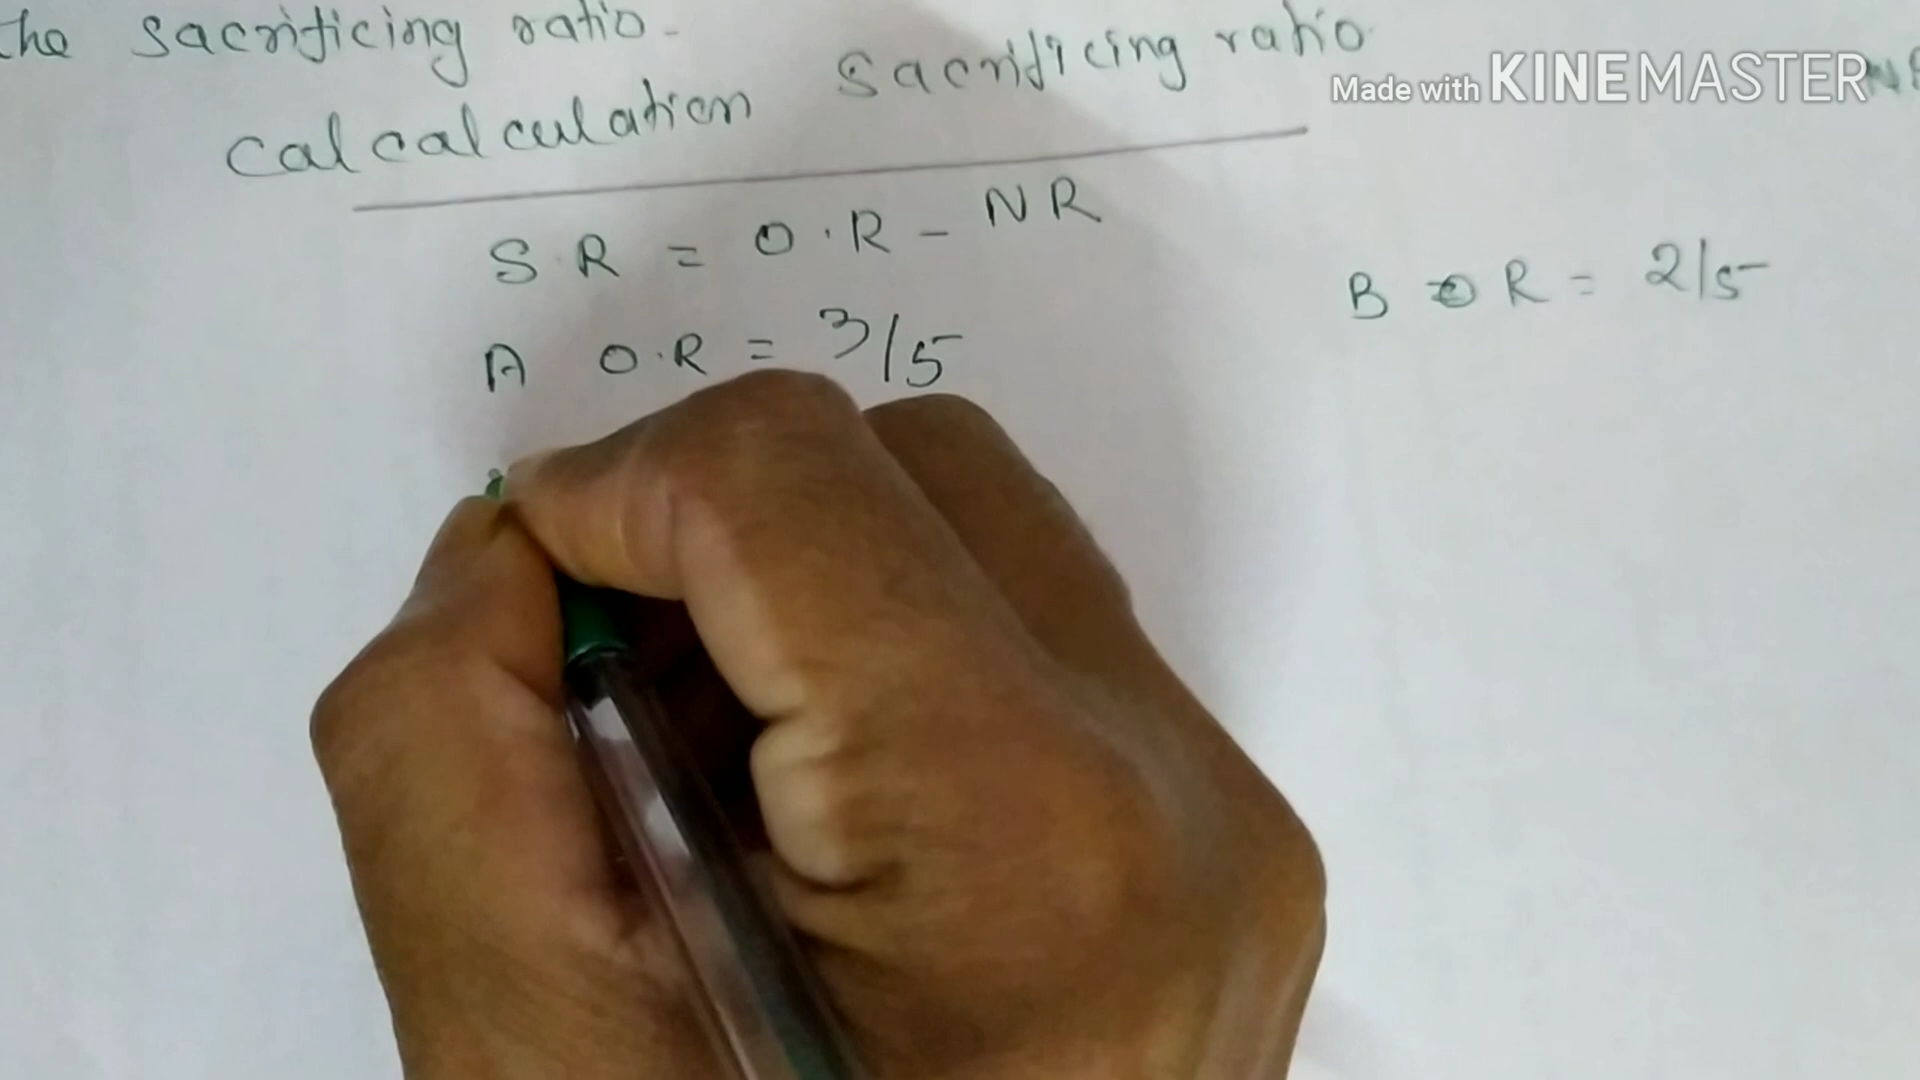 the sacrificing ratio.
Calcalculation Sacrificing ratio
Made with KINEMASTER
S.R = O.R - NR
A O.R = 3/5
B O R = 2/5